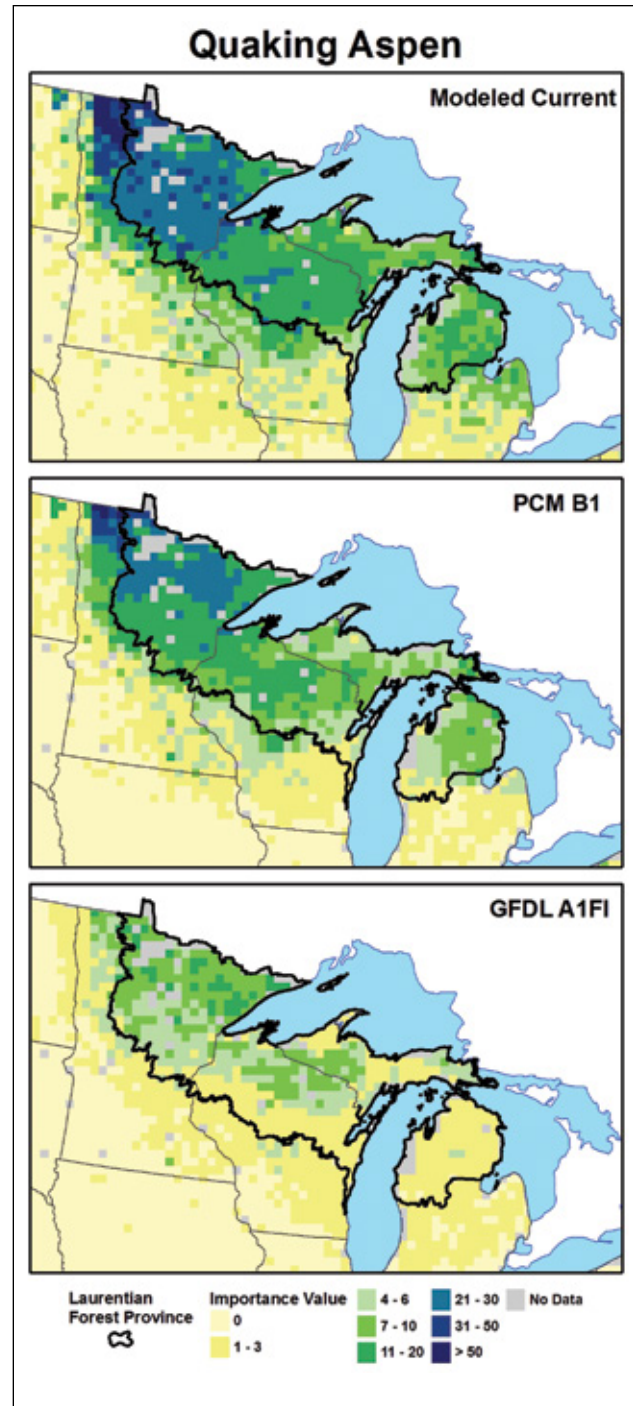 Quaking Aspen
Modeled Current
PCM B1
GFDL A1FI
Laurentian
Forest Province
Importance Value
0
1 - 3
4 - 6
7 - 10
11 - 20
21 - 30
31 - 50
> 50
No Data